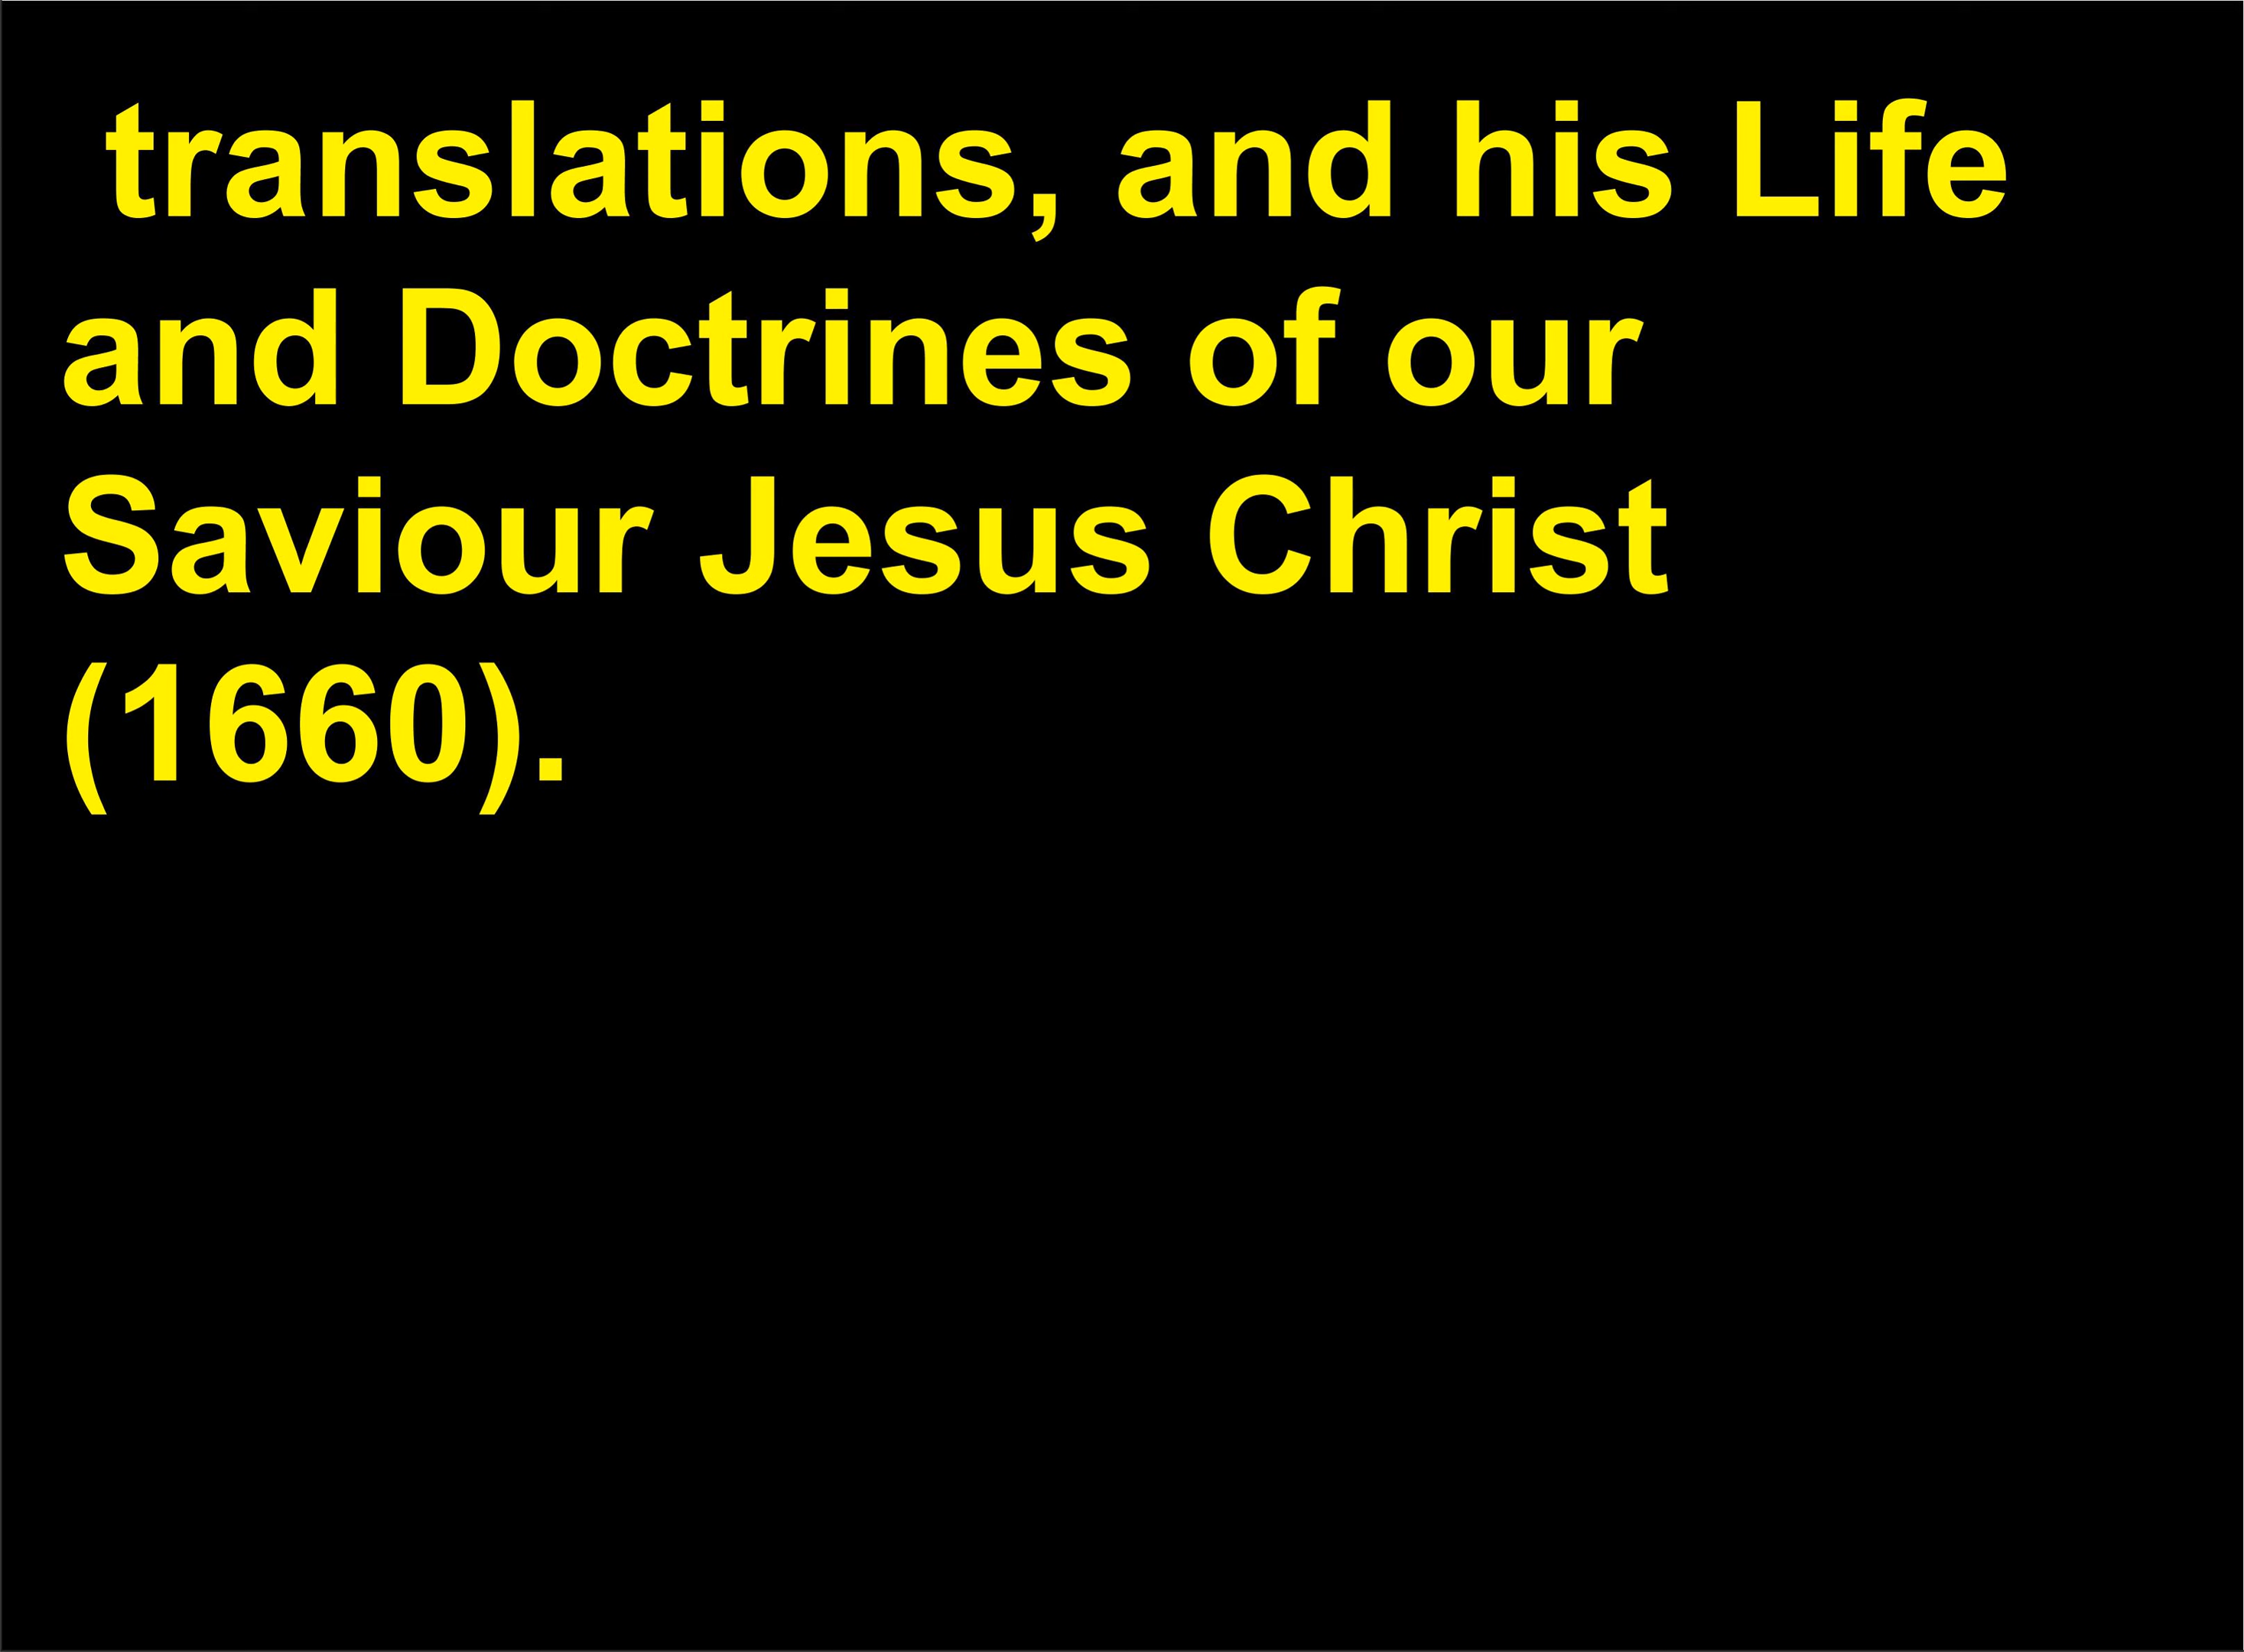 translations, and his Life
and Doctrines of our
Saviour Jesus Christ
(1660).